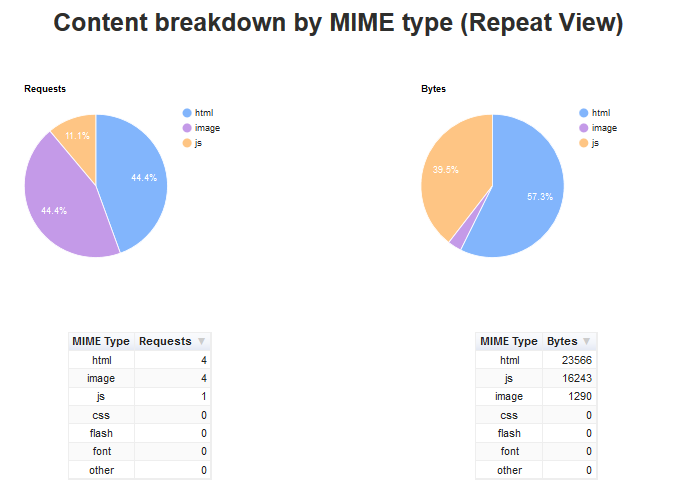 Content breakdown by MIME type (Repeat View)
Requests
html
image
js
11.1%
44.4%
44.4%
Bytes
html
image
js
39.5%
57.3%
MIME Type Requests ▼
html 4
image 4
js 1
css 0
flash 0
font 0
other 0
MIME Type Bytes ▼
html 23566
js 16243
image 1290
css 0
flash 0
font 0
other 0